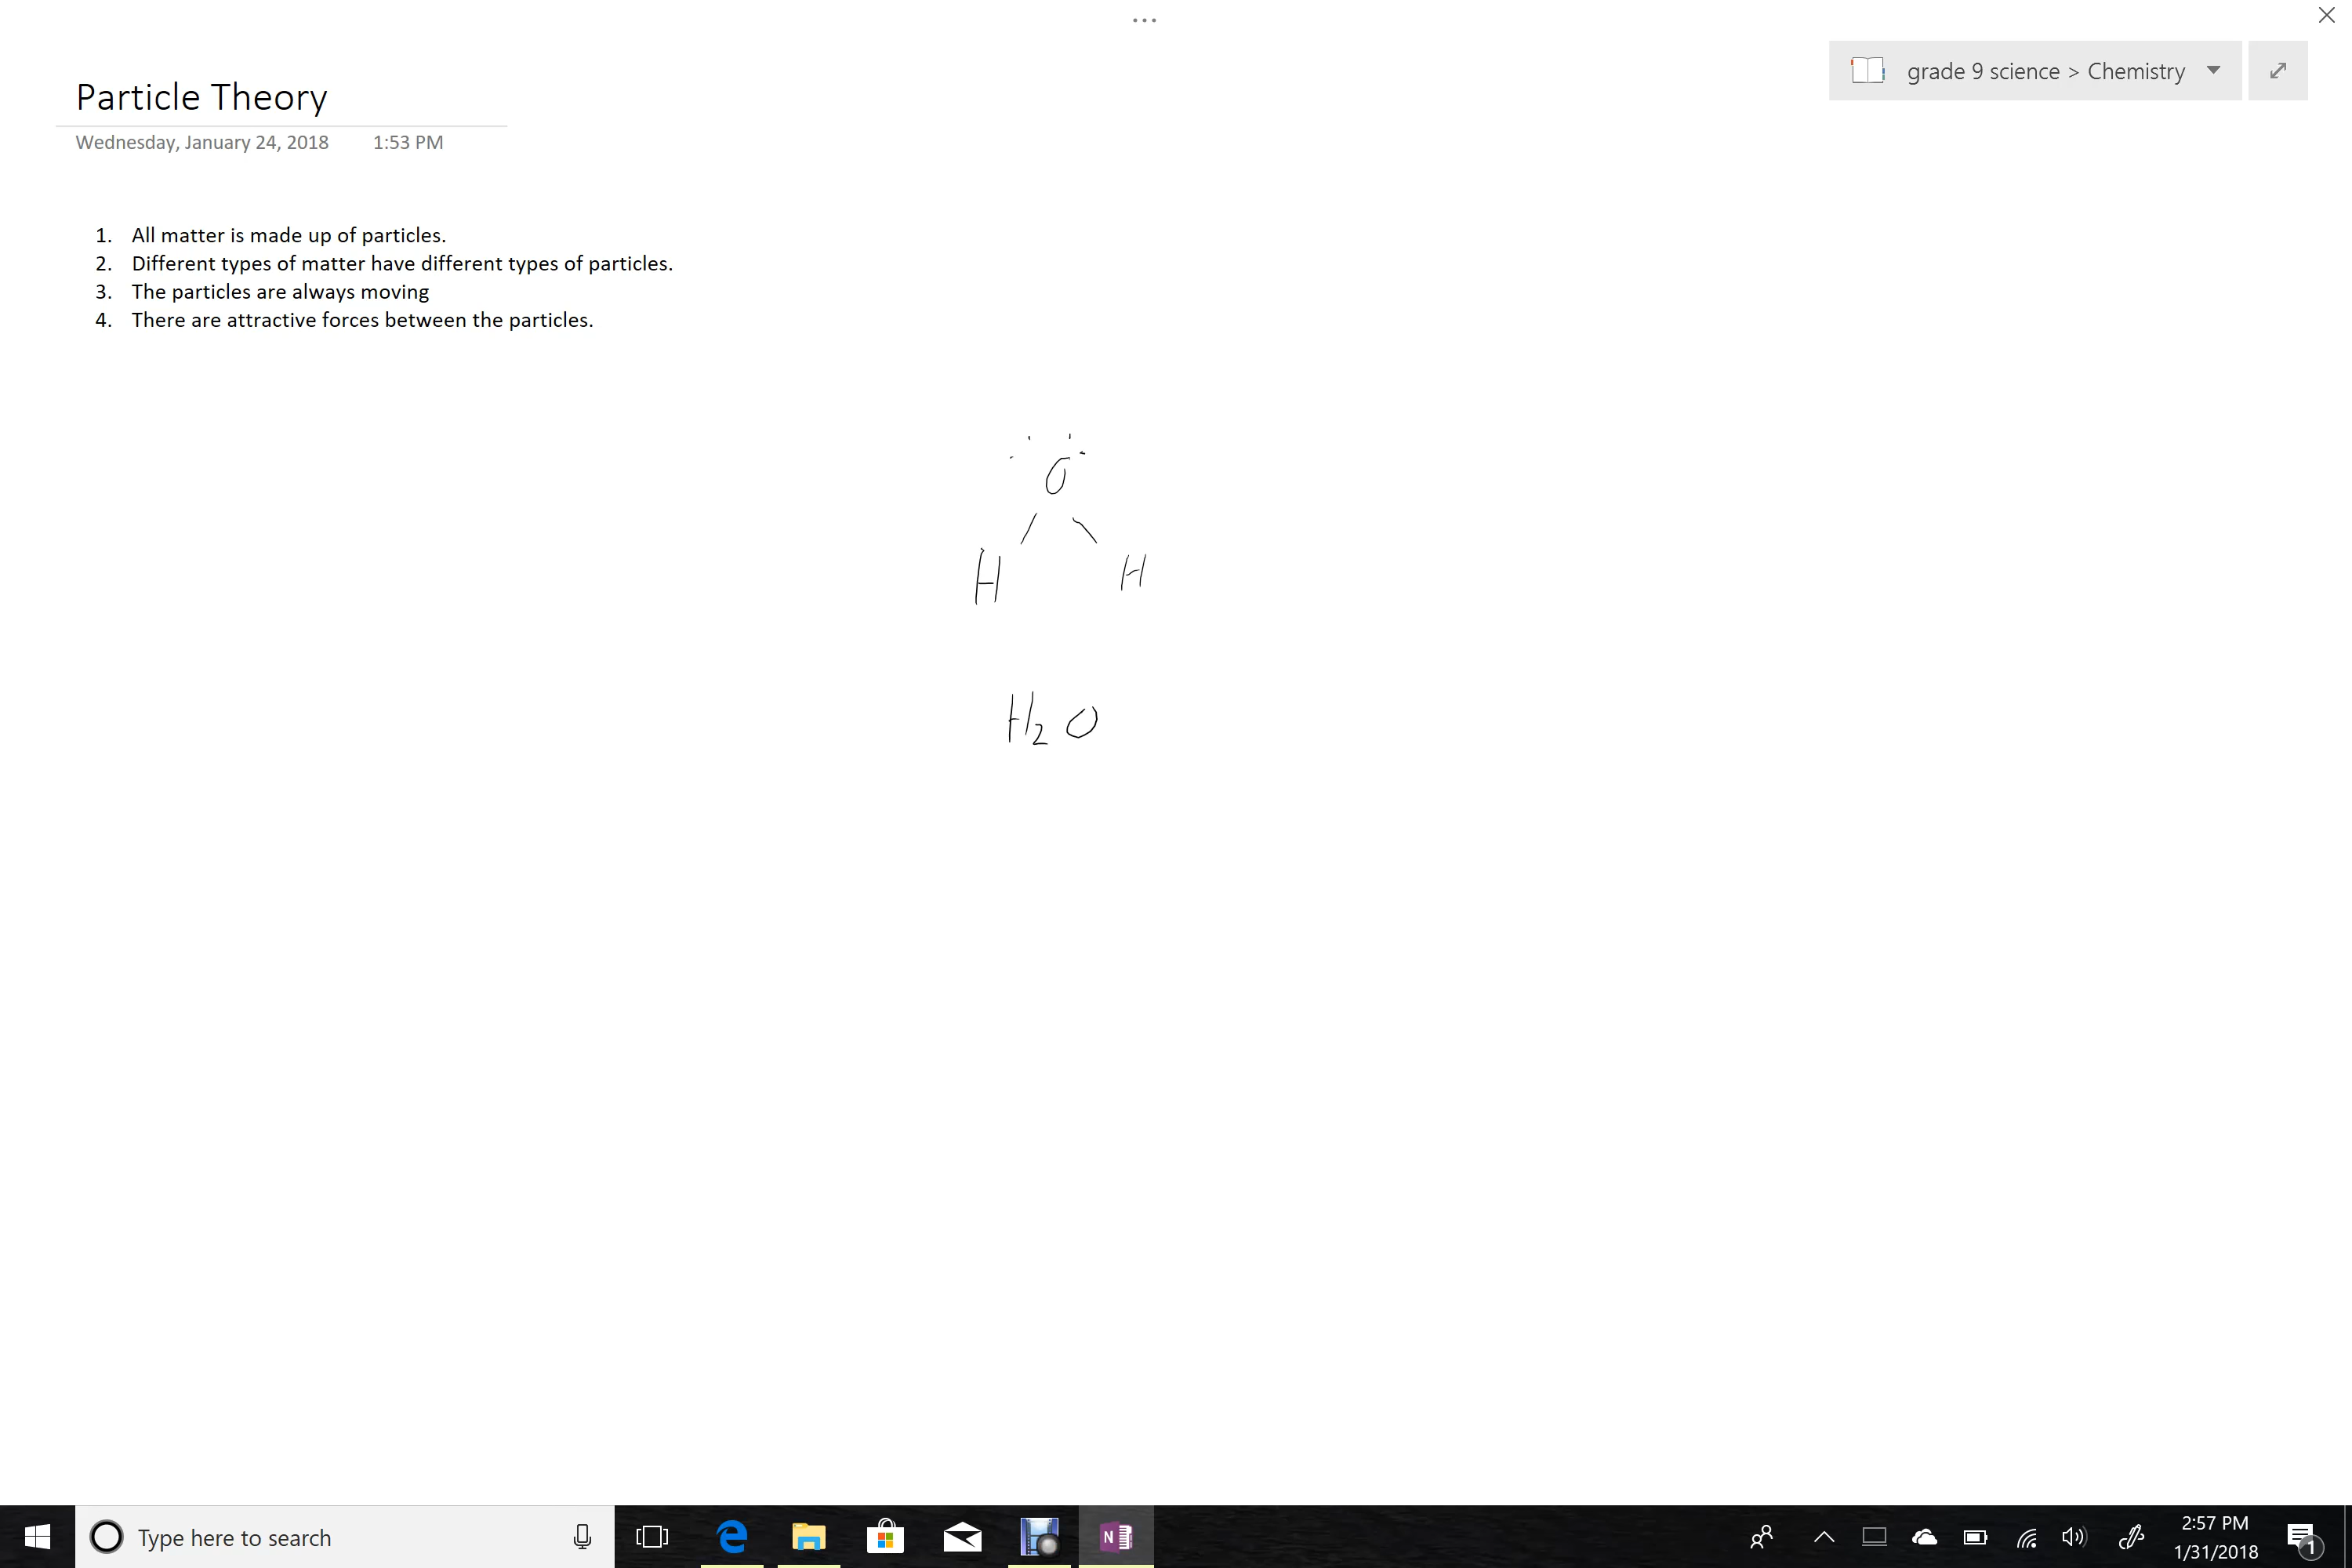 grade 9 science > Chemistry
Particle Theory
Wednesday, January 24, 2018 1:53 PM
1. All matter is made up of particles.
2. Different types of matter have different types of particles.
3. The particles are always moving
4. There are attractive forces between the particles.
O
H H
H₂O
Type here to search
N
2:57 PM
1/31/2018
1